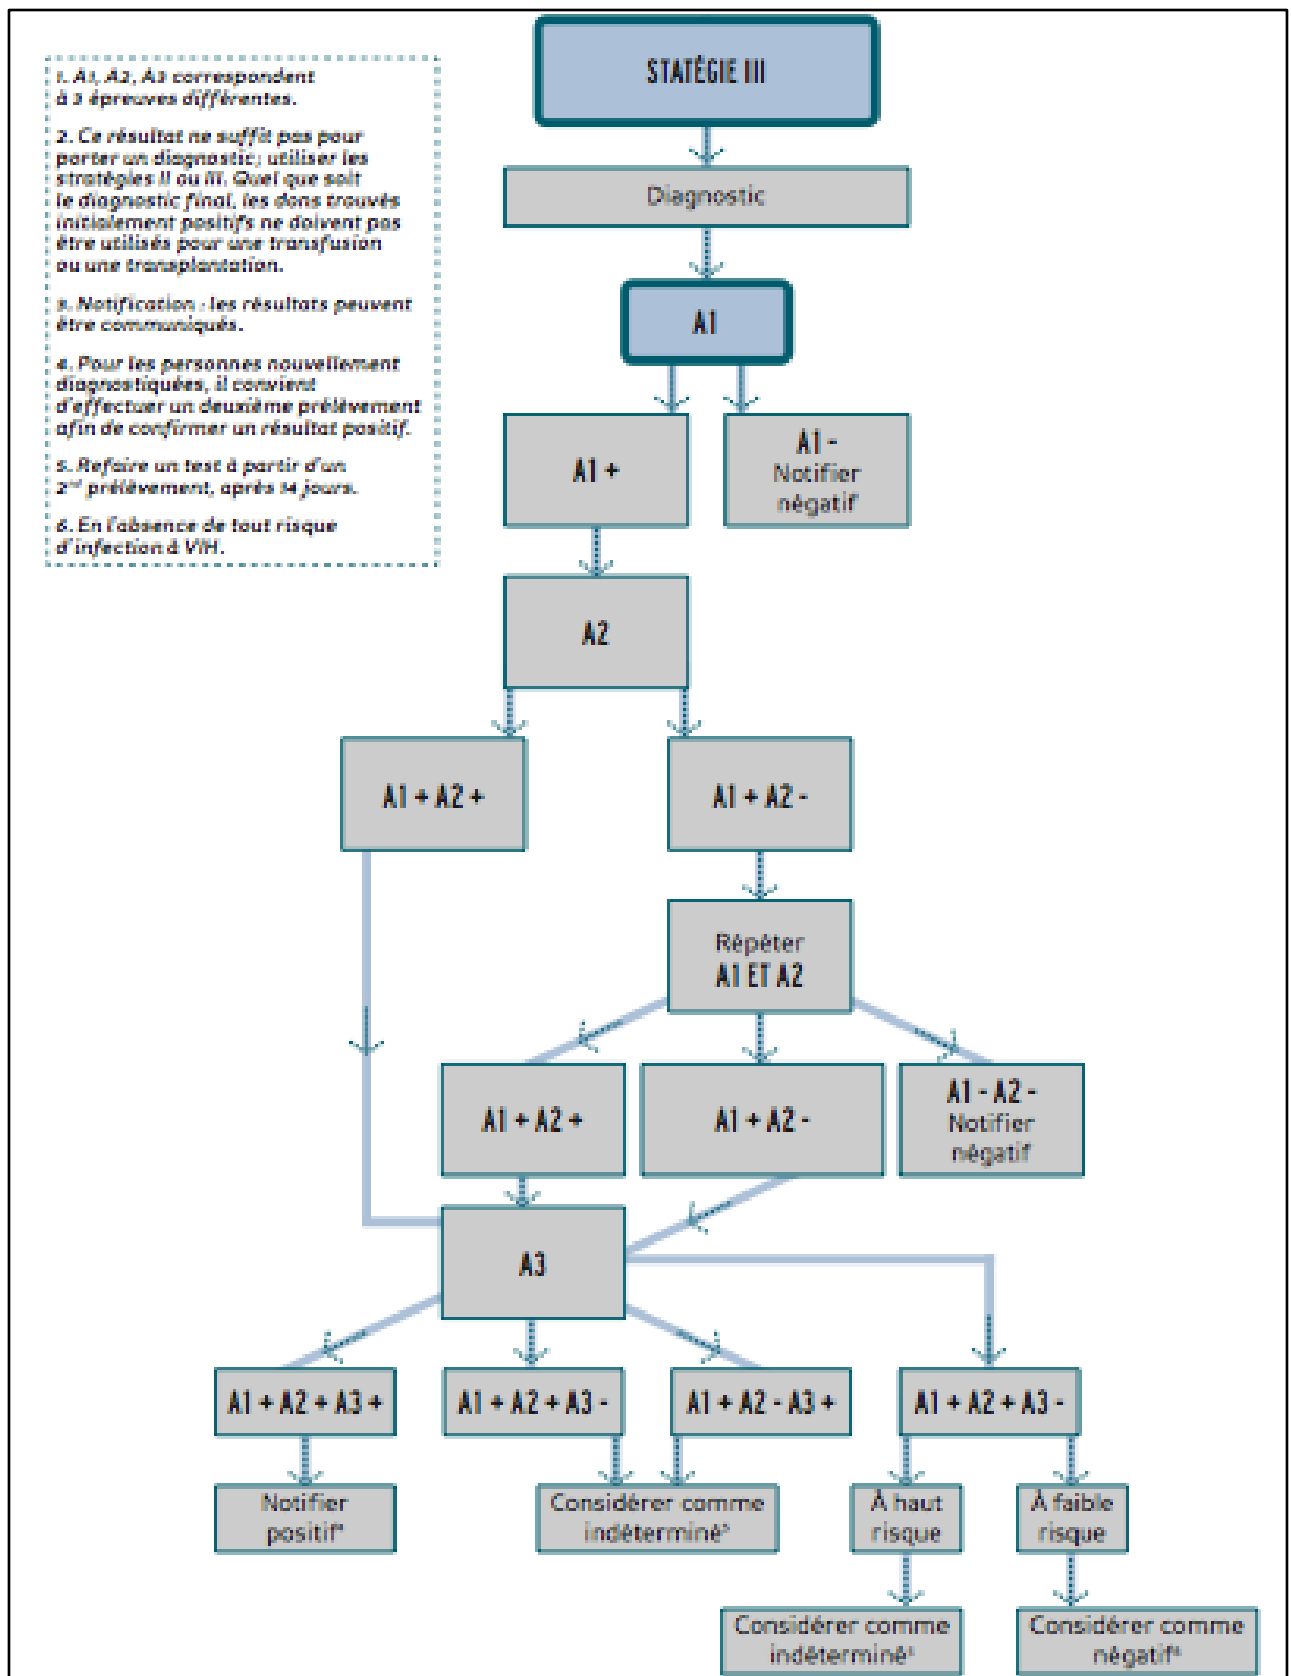 STATÉGIE III
1. A1, A2, A3 correspondent
à 3 épreuves différentes.
2. Ce résultat ne suffit pas pour
porter un diagnostic; utiliser les
stratégies II ou III. Quel que soit
le diagnostic final, les dons trouvés
initialement positifs ne doivent pas
être utilisés pour une transfusion
ou une transplantation.
3. Notification : les résultats peuvent
être communiqués.
4. Pour les personnes nouvellement
diagnostiquées, il convient
d'effectuer un deuxième prélèvement
afin de confirmer un résultat positif.
5. Refaire un test à partir d'un
2nd prélèvement, après 14 jours.
6. En l'absence de tout risque
d'infection à VIH.
Diagnostic
A1
A1 +
A1 -
Notifier
négatif
A2
A1 + A2 +
A1 + A2 -
Répéter
A1 ET A2
A1 + A2 +
A1 + A2 -
A1 - A2 -
Notifier
négatif
A3
A1 + A2 + A3 +
A1 + A2 + A3 -
A1 + A2 - A3 +
A1 + A2 + A3 -
Notifier
positif⁴
Considérer comme
indéterminé⁵
À haut
risque
À faible
risque
Considérer comme
indéterminé
Considérer comme
négatif⁶